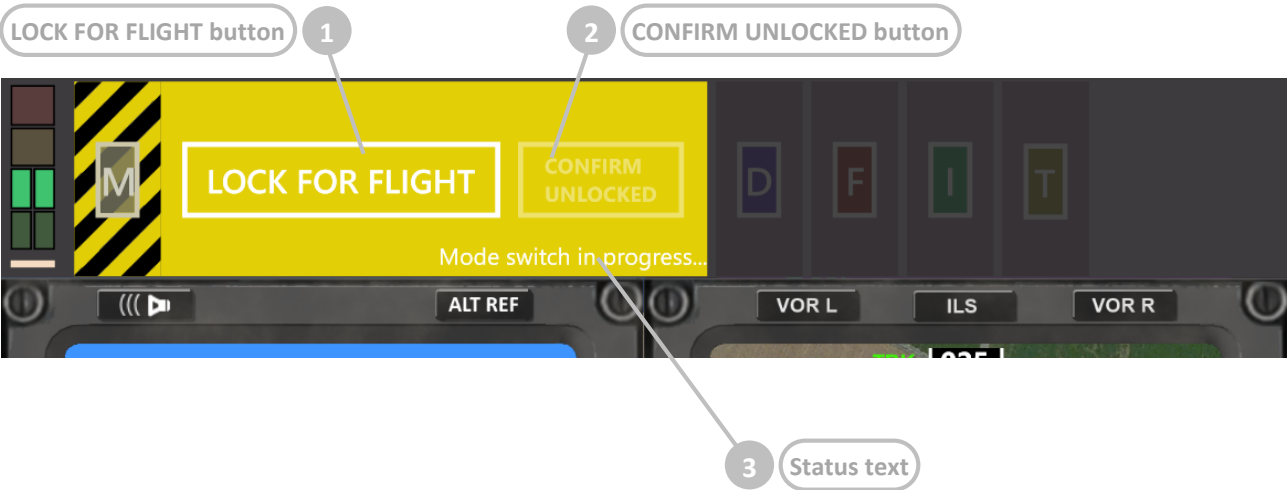 LOCK FOR FLIGHT button
1
2
CONFIRM UNLOCKED button
M
LOCK FOR FLIGHT
CONFIRM
UNLOCKED
D
F
I
T
Mode switch in progress...
ALT REF
VOR L
ILS
VOR R
3
Status text